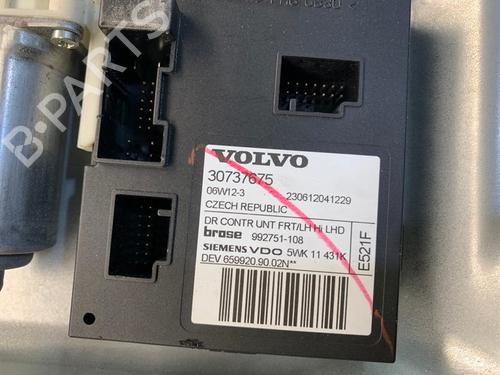 VOLVO
30737675
06W12-3 230612041229
CZECH REPUBLIC
DR CONTR UNT FRT/LH Hi LHD
brose 992751-108
SIEMENS VDO 5WK 11 431K
DEV 659920.90.02N**
E521F
B-PARTS